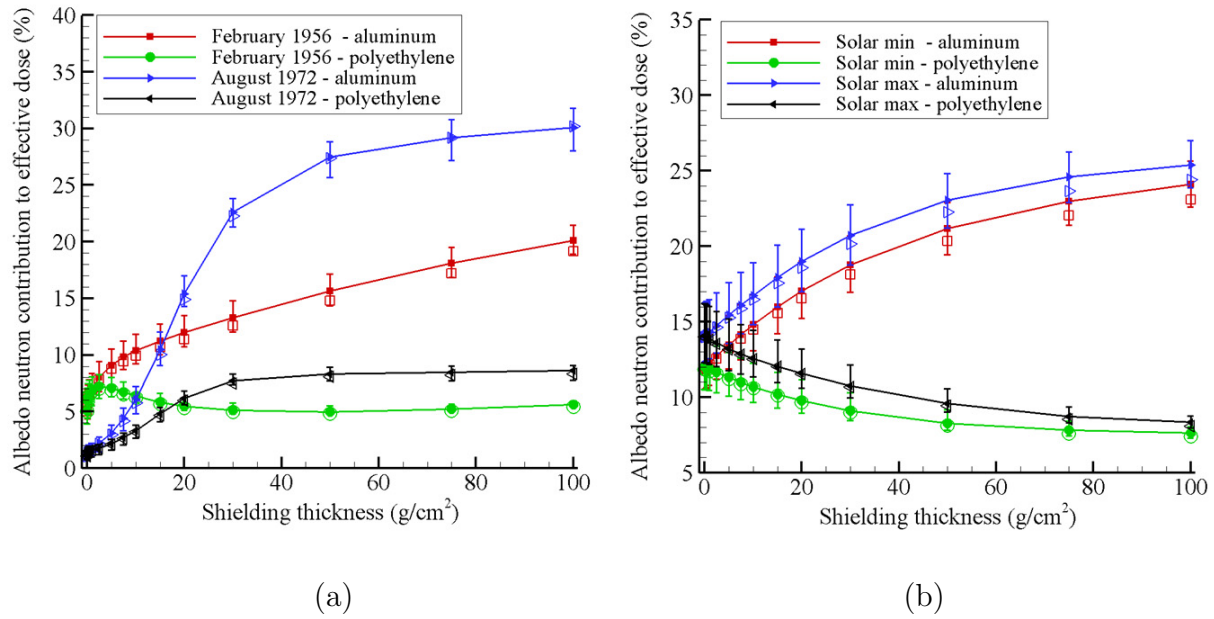 Albedo neutron contribution to effective dose (%)
40
35
30
25
20
15
10
5
0
February 1956 - aluminum
February 1956 - polyethylene
August 1972 - aluminum
August 1972 - polyethylene
0 20 40 60 80 100
Shielding thickness (g/cm²)
(a)
Albedo neutron contribution to effective dose (%)
35
30
25
20
15
10
5
Solar min - aluminum
Solar min - polyethylene
Solar max - aluminum
Solar max - polyethylene
0 20 40 60 80 100
Shielding thickness (g/cm²)
(b)